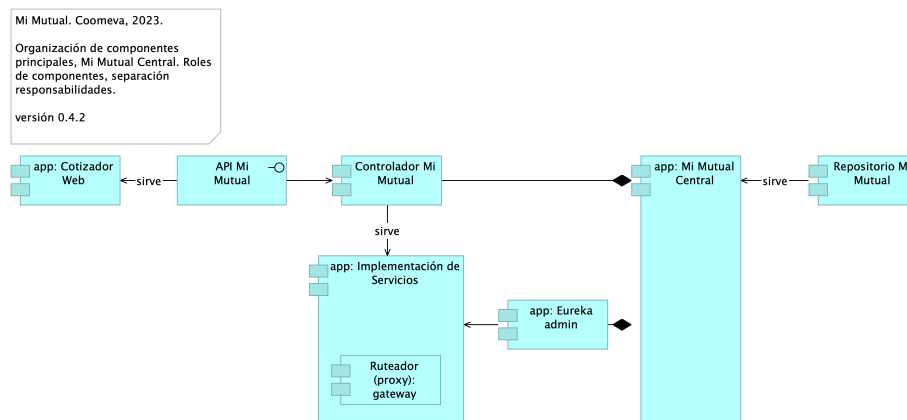 Mi Mutual. Coomeva, 2023.
Organización de componentes
principales, Mi Mutual Central. Roles
de componentes, separación
responsabilidades.
versión 0.4.2
app: Cotizador
Web
sirve
API Mi
Mutual
Controlador Mi
Mutual
app: Mi Mutual
Central
sirve
Repositorio M
Mutual
sirve
app: Implementación de
Servicios
app: Eureka
admin
Ruteador
(proxy):
gateway